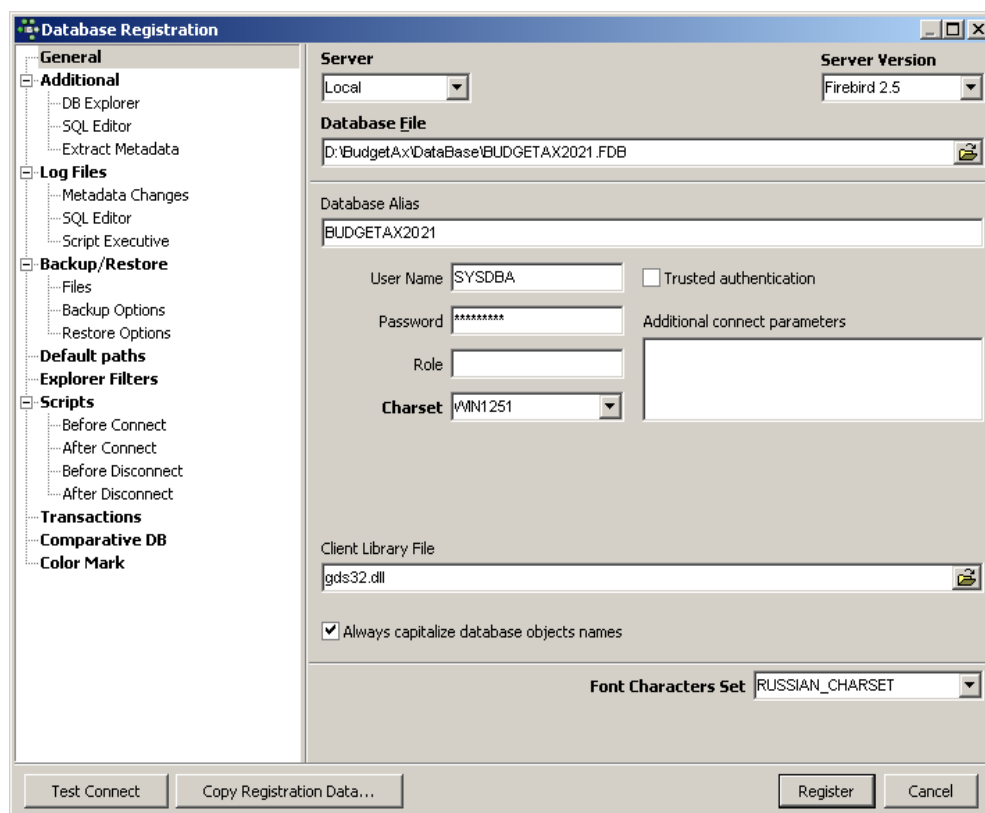 Database Registration
General
Additional
DB Explorer
SQL Editor
Extract Metadata
Log Files
Metadata Changes
SQL Editor
Script Executive
Backup/Restore
Files
Backup Options
Restore Options
Default paths
Explorer Filters
Scripts
Before Connect
After Connect
Before Disconnect
After Disconnect
Transactions
Comparative DB
Color Mark
Server
Server Version
Local
Firebird 2.5
Database File
D:\BudgetAx\DataBase\BUDGETAX2021.FDB
Database Alias
BUDGETAX2021
User Name SYSDBA
Trusted authentication
Password *********
Additional connect parameters
Role
Charset WIN1251
Client Library File
gds32.dll
Always capitalize database objects names
Font Characters Set RUSSIAN_CHARSET
Test Connect
Copy Registration Data...
Register
Cancel